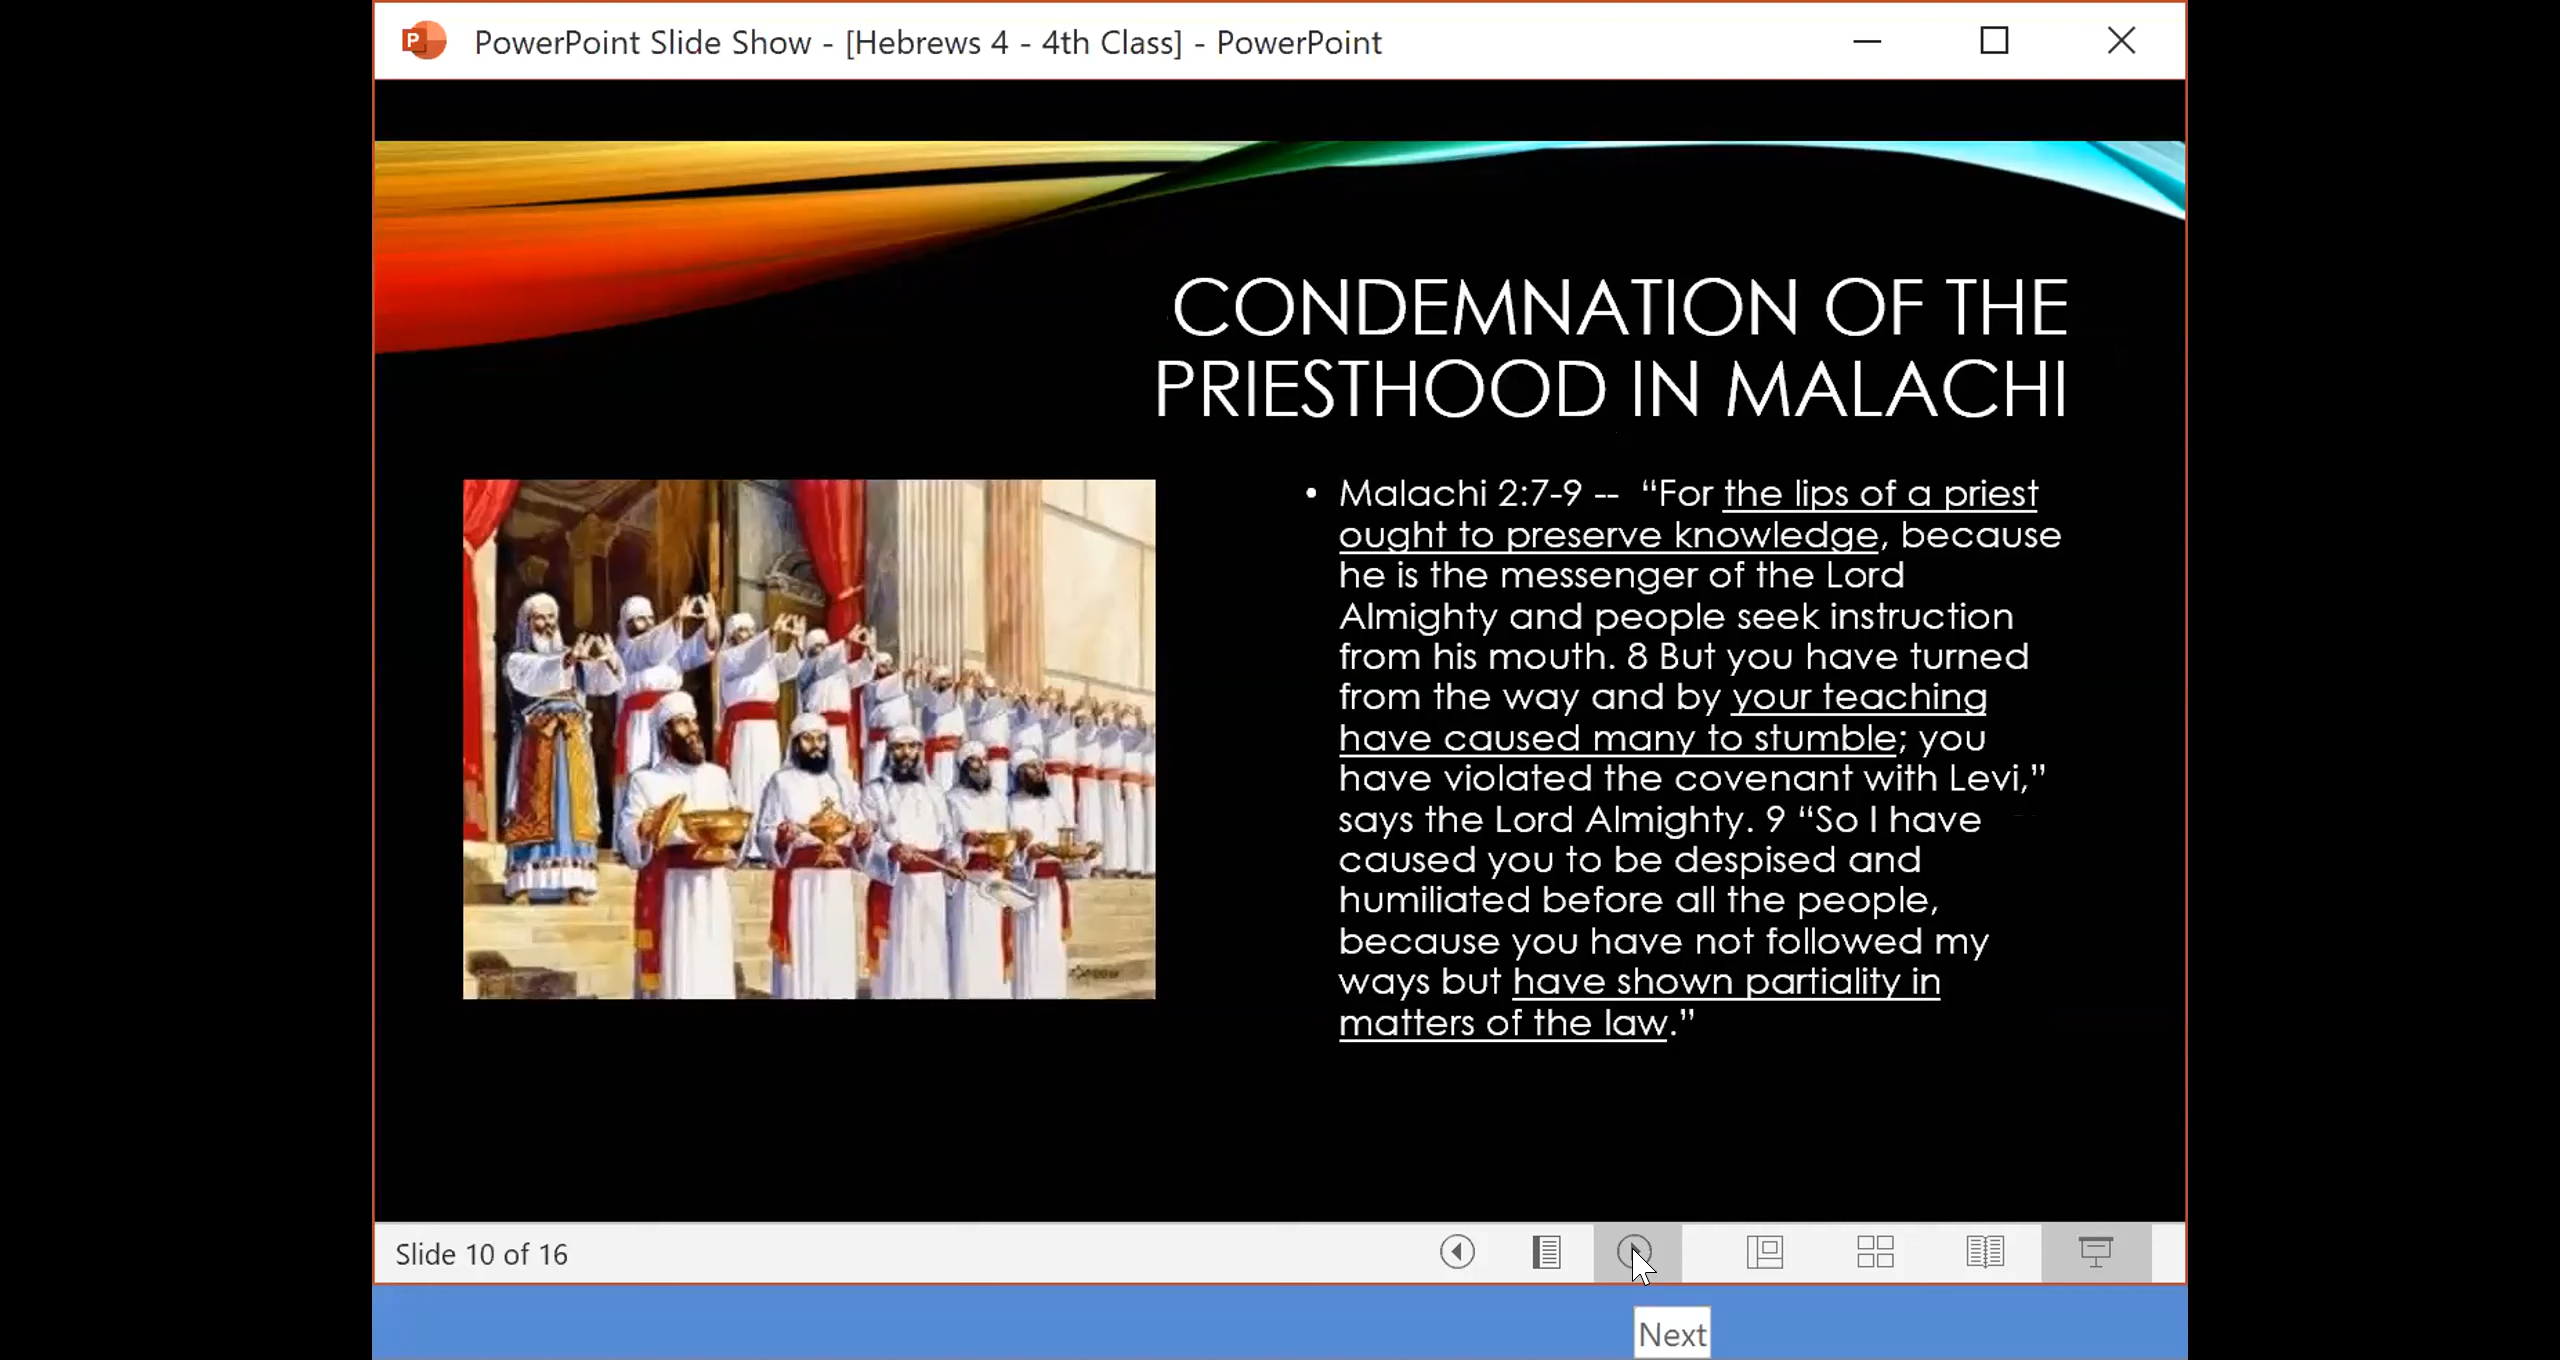 PowerPoint Slide Show - [Hebrews 4 - 4th Class] - PowerPoint
CONDEMNATION OF THE
PRIESTHOOD IN MALACHI
• Malachi 2:7-9 -- “For the lips of a priest
ought to preserve knowledge, because
he is the messenger of the Lord
Almighty and people seek instruction
from his mouth. 8 But you have turned
from the way and by your teaching
have caused many to stumble; you
have violated the covenant with Levi,”
says the Lord Almighty. 9 “So I have
caused you to be despised and
humiliated before all the people,
because you have not followed my
ways but have shown partiality in
matters of the law.”
Slide 10 of 16
Next